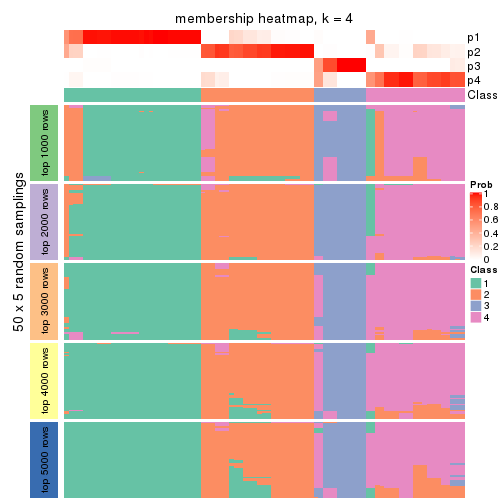 membership heatmap, k = 4
p1
p2
p3
p4
Class
50 x 5 random samplings
top 1000 rows
top 2000 rows
top 3000 rows
top 4000 rows
top 5000 rows
Prob
1
0.8
0.6
0.4
0.2
0
Class
1
2
3
4